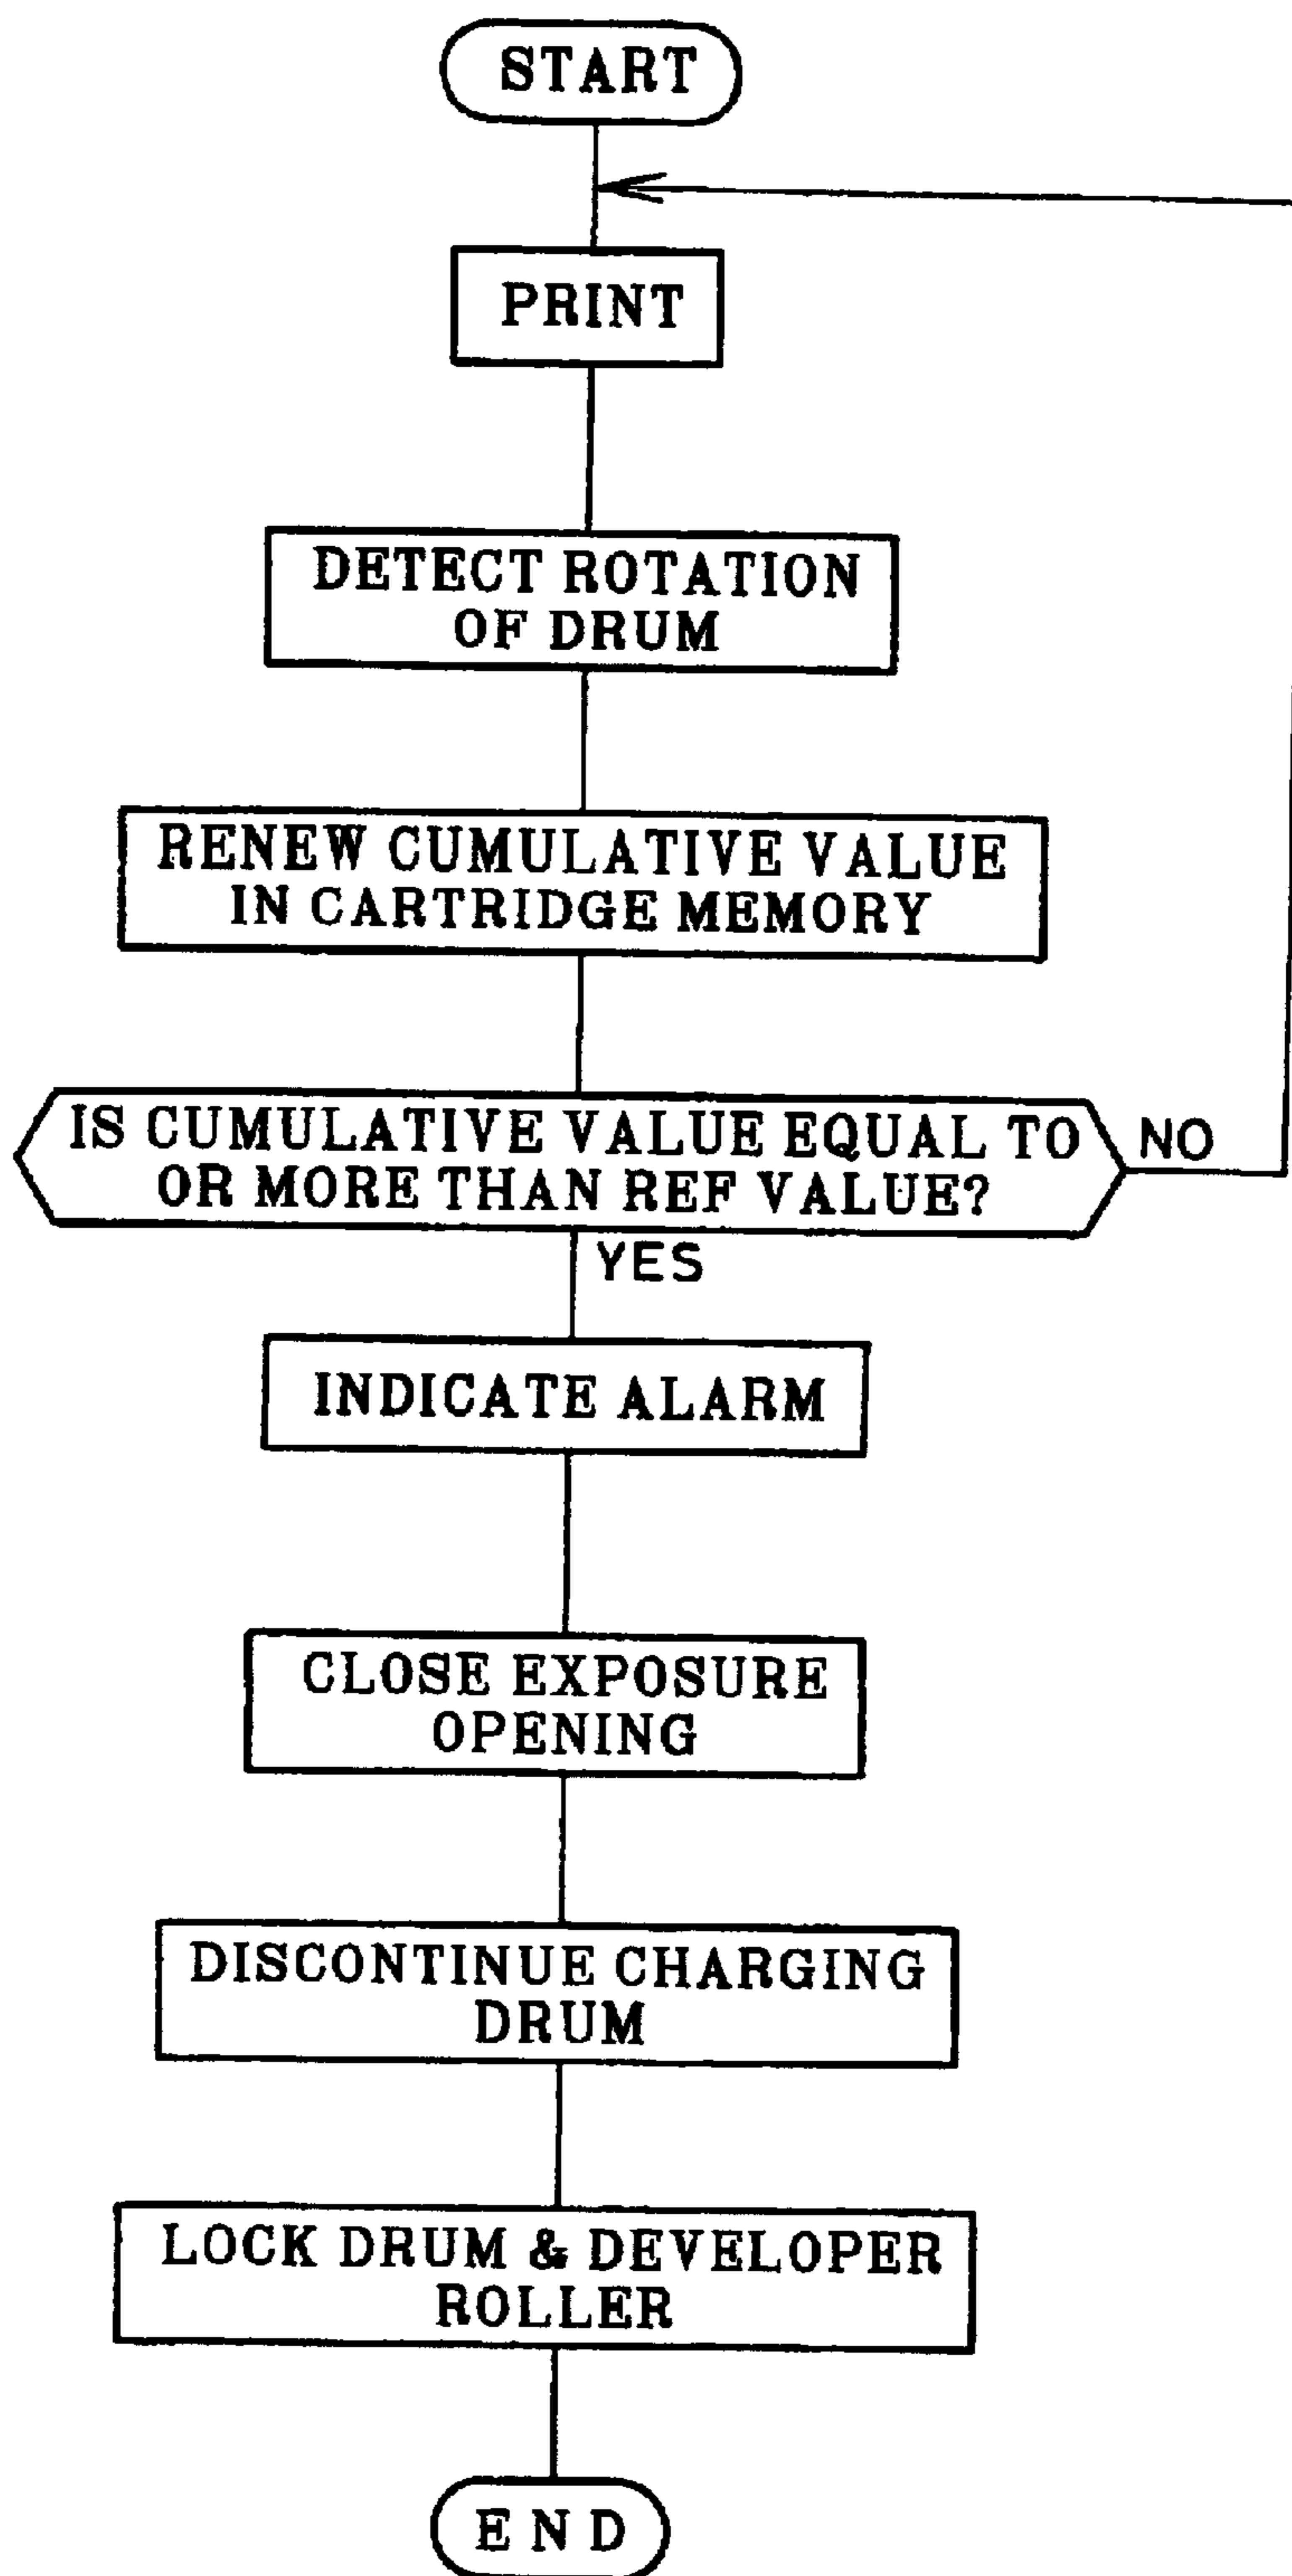 START
PRINT
DETECT ROTATION
OF DRUM
RENEW CUMULATIVE VALUE
IN CARTRIDGE MEMORY
IS CUMULATIVE VALUE EQUAL TO
OR MORE THAN REF VALUE?
NO
YES
INDICATE ALARM
CLOSE EXPOSURE
OPENING
DISCONTINUE CHARGING
DRUM
LOCK DRUM & DEVELOPER
ROLLER
END